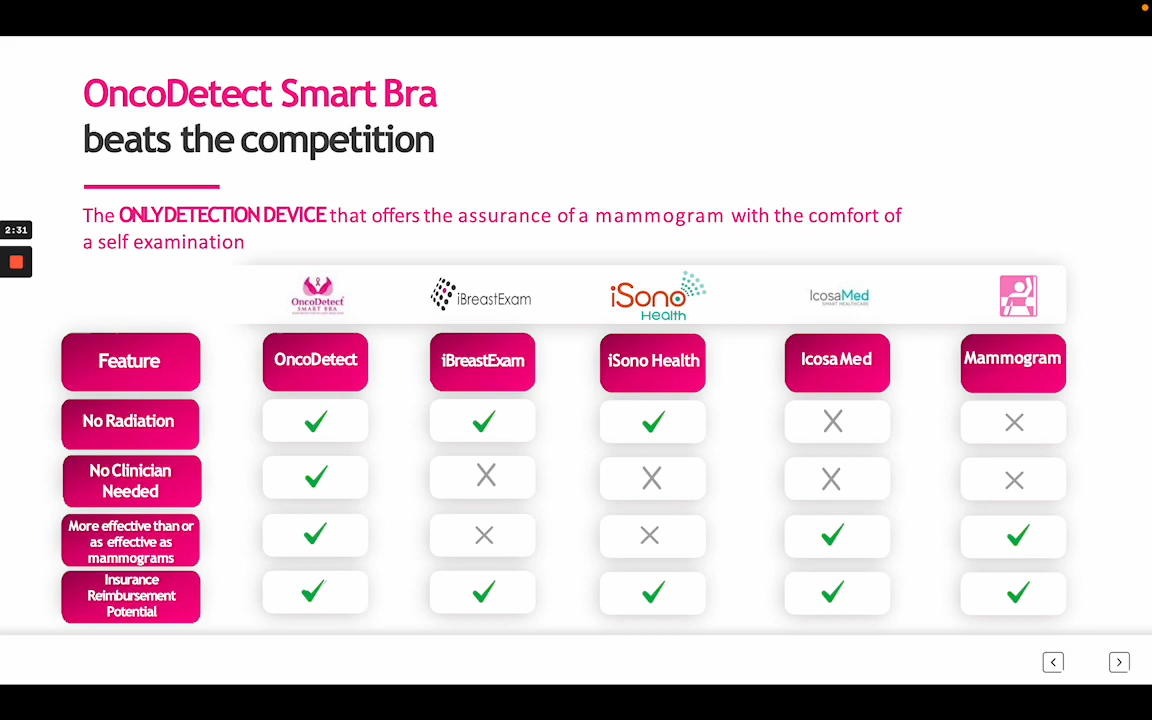 OncoDetect Smart Bra
beats the competition
The ONLY DETECTION DEVICE that offers the assurance of a mammogram with the comfort of
a self examination
2:31
OncoDetect
SMART BRA
iBreastExam
iSono
Health
IcosaMed
SMART HEALTHCARE
Feature
OncoDetect
iBreastExam
iSono Health
Icosa Med
Mammogram
No Radiation
No Clinician
Needed
More effective than or
as effective as
mammograms
Insurance
Reimbursement
Potential